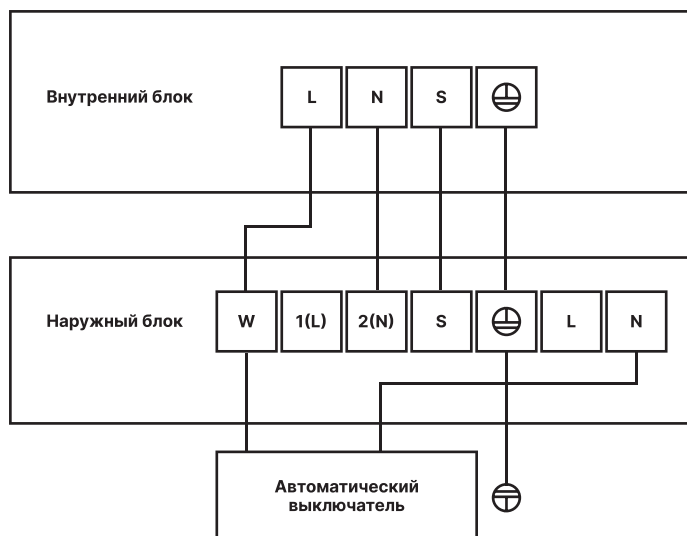 Внутренний блок
L N S
Наружный блок
W 1(L) 2(N) S L N
Автоматический
выключатель